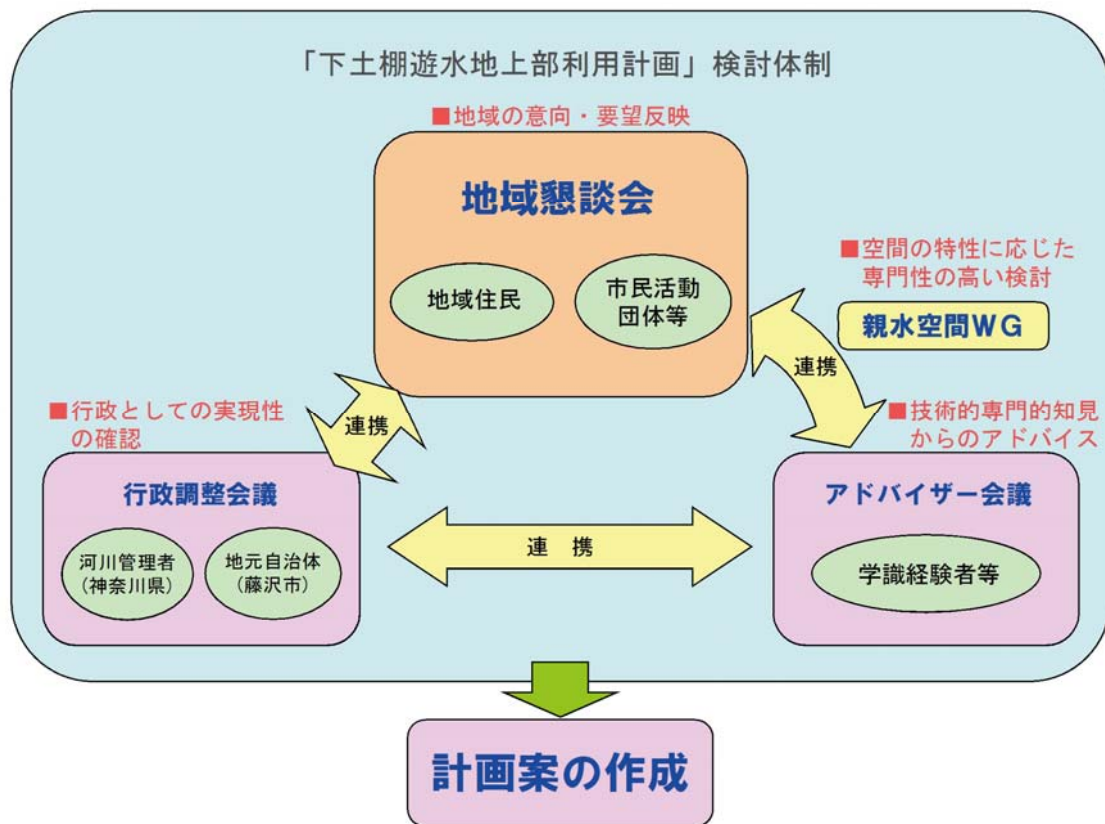 「下土棚遊水地上部利用計画」検討体制
■地域の意向・要望反映
地域懇談会
地域住民
市民活動
団体等
■空間の特性に応じた
専門性の高い検討
親水空間WG
連携
連携
■行政としての実現性
の確認
■技術的専門的知見
からのアドバイス
行政調整会議
河川管理者
(神奈川県)
地元自治体
(藤沢市)
連　携
アドバイザー会議
学識経験者等
計画案の作成